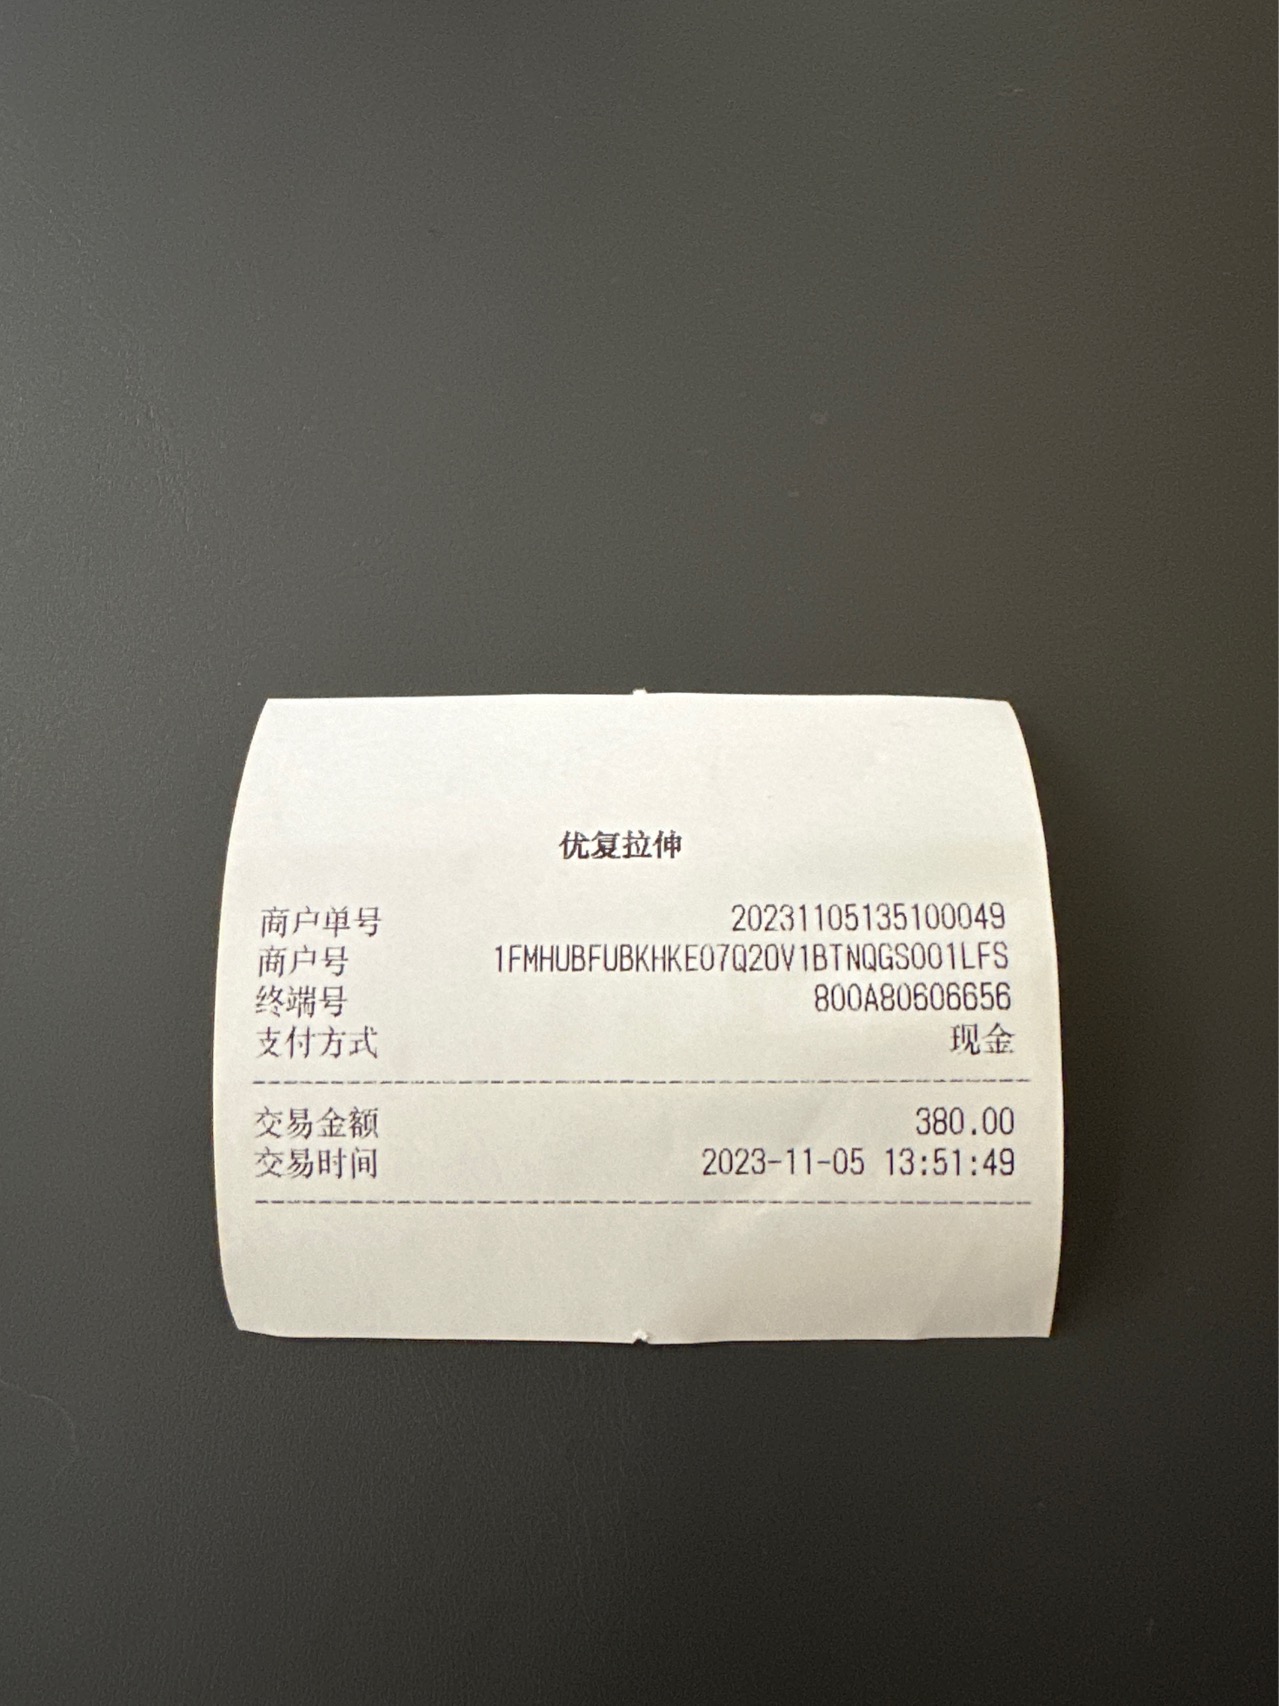 优复拉伸
商户单号 20231105135100049
商户号 1FMHUBFUBKHKE07Q20V1BTNQGS001LFS
终端号 800A80606656
支付方式 现金
交易金额 380.00
交易时间 2023-11-05 13:51:49